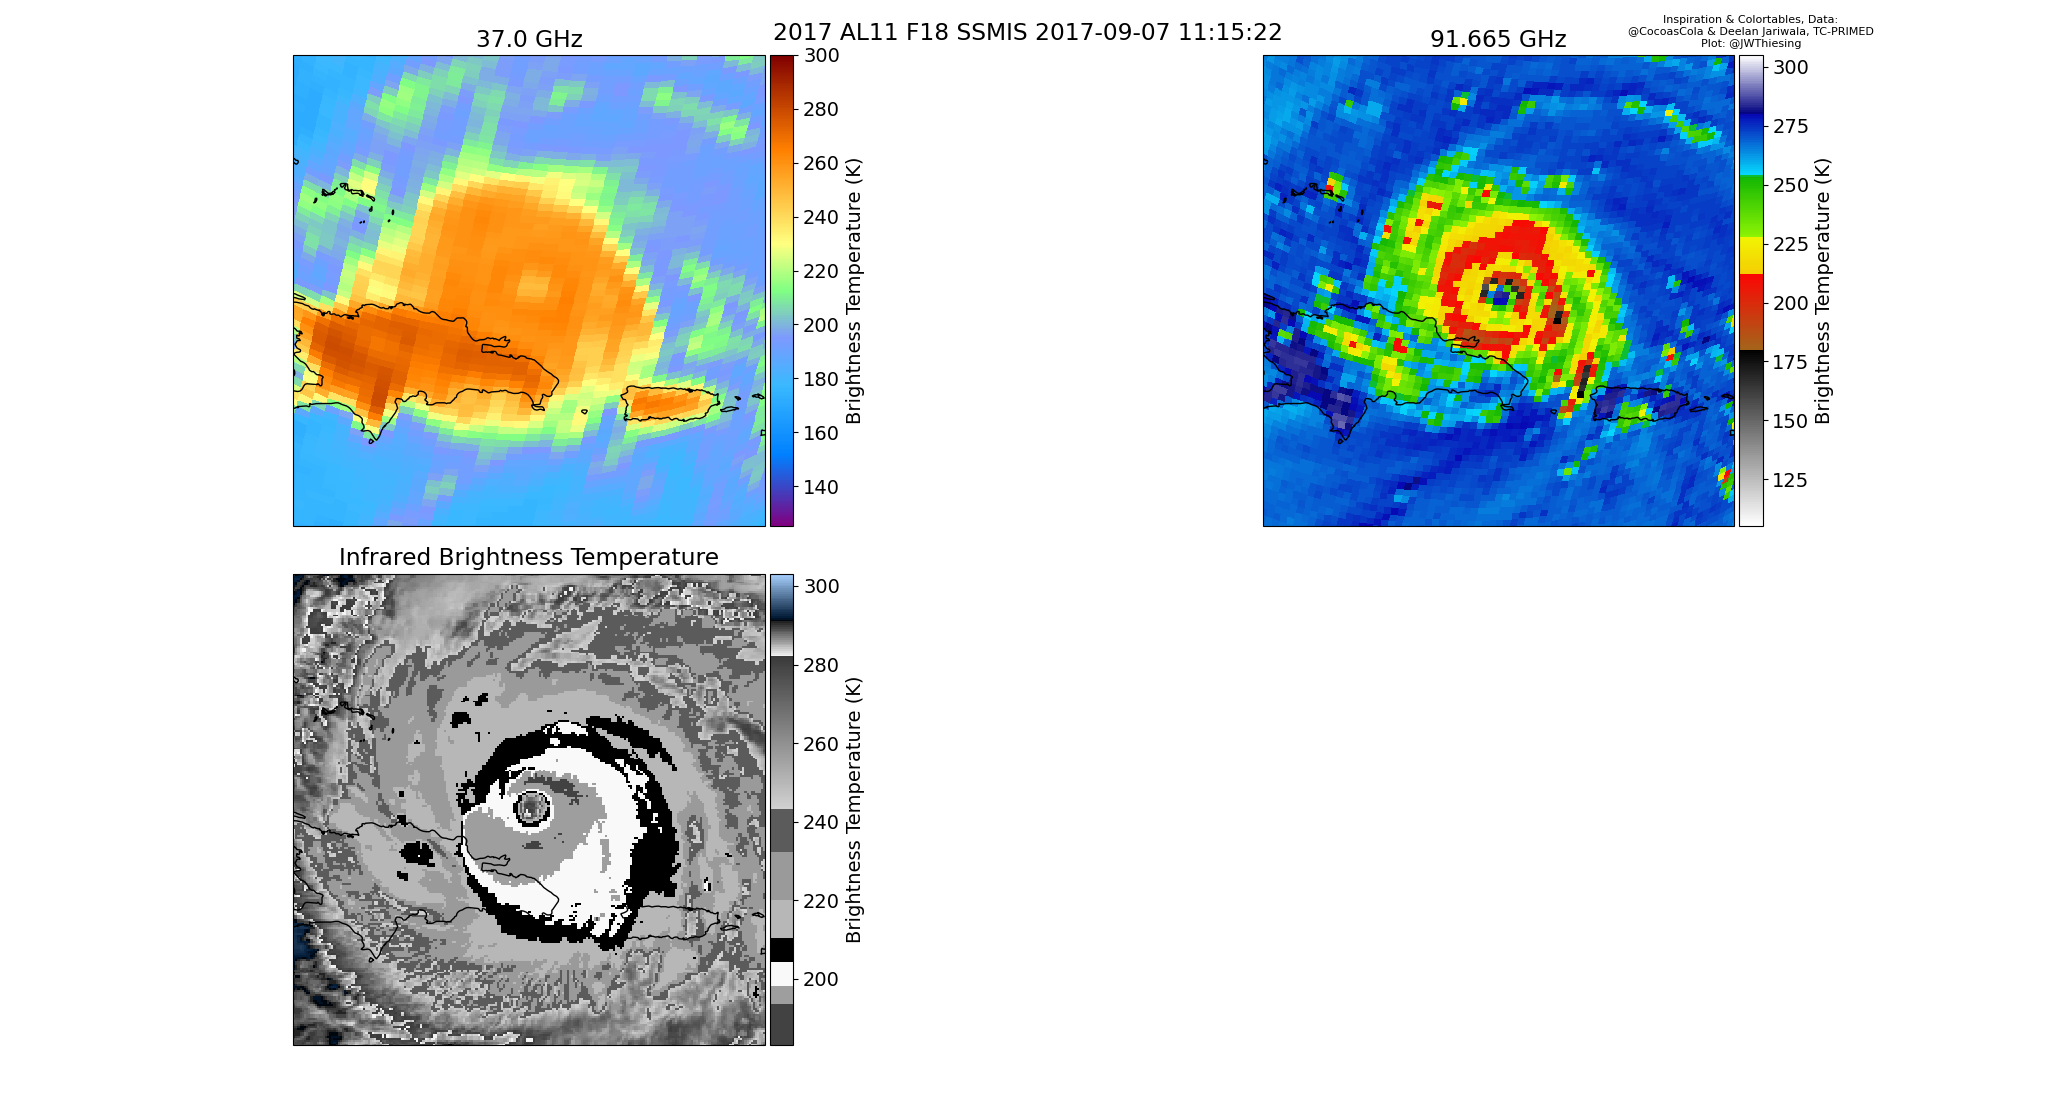 2017 AL11 F18 SSMIS 2017-09-07 11:15:22
Inspiration & Colortables, Data:
@CocoasCola & Deelan Jariwala, TC-PRIMED
Plot: @JWThiesing
37.0 GHz
300
280
260
240
220
200
180
160
140
Brightness Temperature (K)
91.665 GHz
300
275
250
225
200
175
150
125
Brightness Temperature (K)
Infrared Brightness Temperature
300
280
260
240
220
200
Brightness Temperature (K)